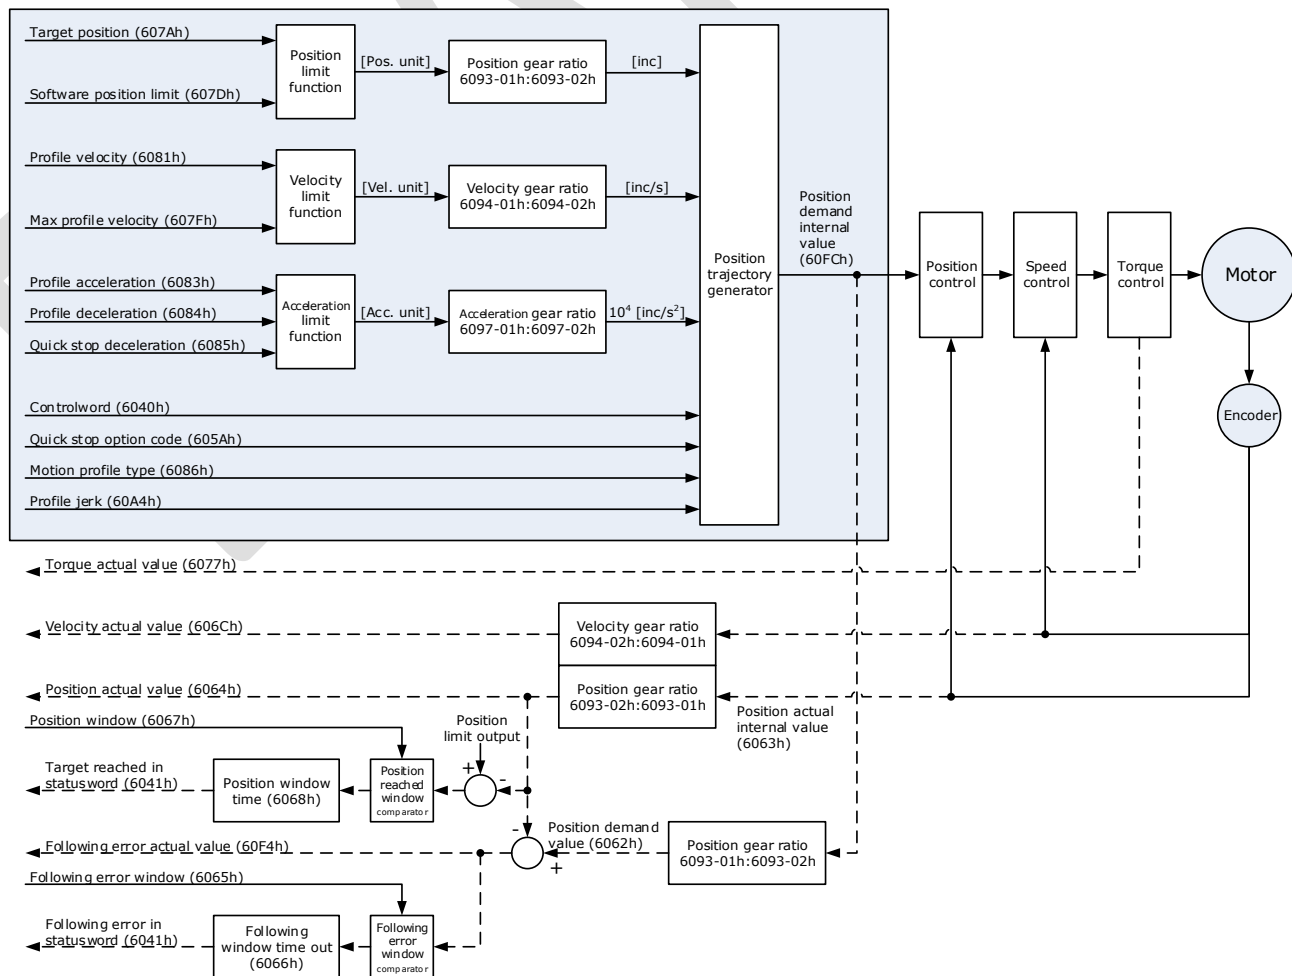 Target position (607Ah)
Software position limit (607Dh)
Position
limit
function
[Pos. unit]
Position gear ratio
6093-01h:6093-02h
[inc]
Profile velocity (6081h)
Max profile velocity (607Fh)
Velocity
limit
function
[Vel. unit]
Velocity gear ratio
6094-01h:6094-02h
[inc/s]
Profile acceleration (6083h)
Profile deceleration (6084h)
Quick stop deceleration (6085h)
Acceleration
limit
function
[Acc. unit]
Acceleration gear ratio
6097-01h:6097-02h
10⁴ [inc/s²]
Controlword (6040h)
Quick stop option code (605Ah)
Motion profile type (6086h)
Profile jerk (60A4h)
Position
trajectory
generator
Position
demand
internal
value
(60FCh)
Position
control
Speed
control
Torque
control
Motor
Encoder
Torque actual value (6077h)
Velocity actual value (606Ch)
Velocity gear ratio
6094-02h:6094-01h
Position actual value (6064h)
Position gear ratio
6093-02h:6093-01h
Position actual
internal value
(6063h)
Position window (6067h)
Position
limit output
+
-
Target reached in
statusword (6041h)
Position window
time (6068h)
Position
reached
window
comparator
-
+
Position demand
value (6062h)
Position gear ratio
6093-01h:6093-02h
Following error actual value (60F4h)
Following error window (6065h)
Following error in
statusword (6041h)
Following
window time out
(6066h)
Following
error
window
comparator